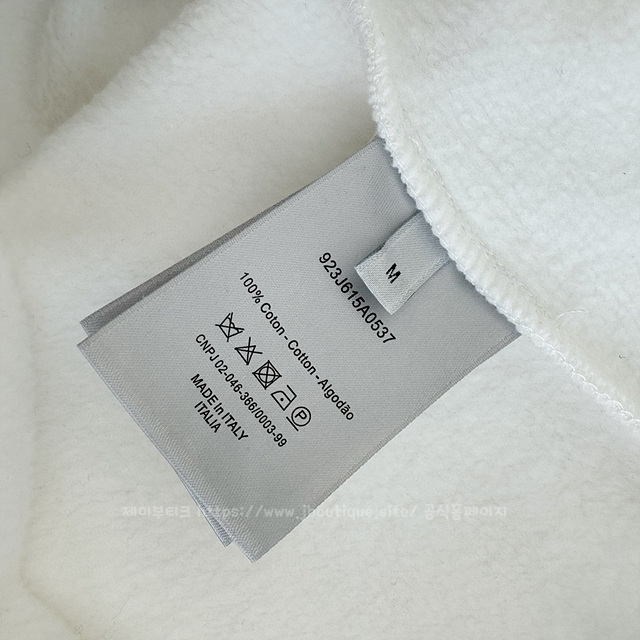 M
923J615A0537
100% Coton - Cotton - Algodão
CNPJ 02-046-366/0003-99
MADE in ITALY
ITALIA
제이부티크 https://www.jboutique.site/ 공식홈페이지